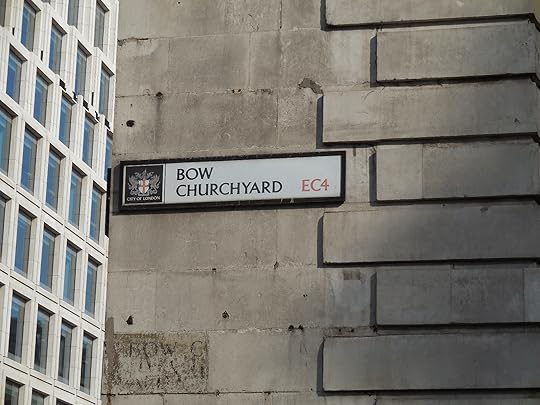 BOW
CHURCHYARD EC4
CITY OF LONDON